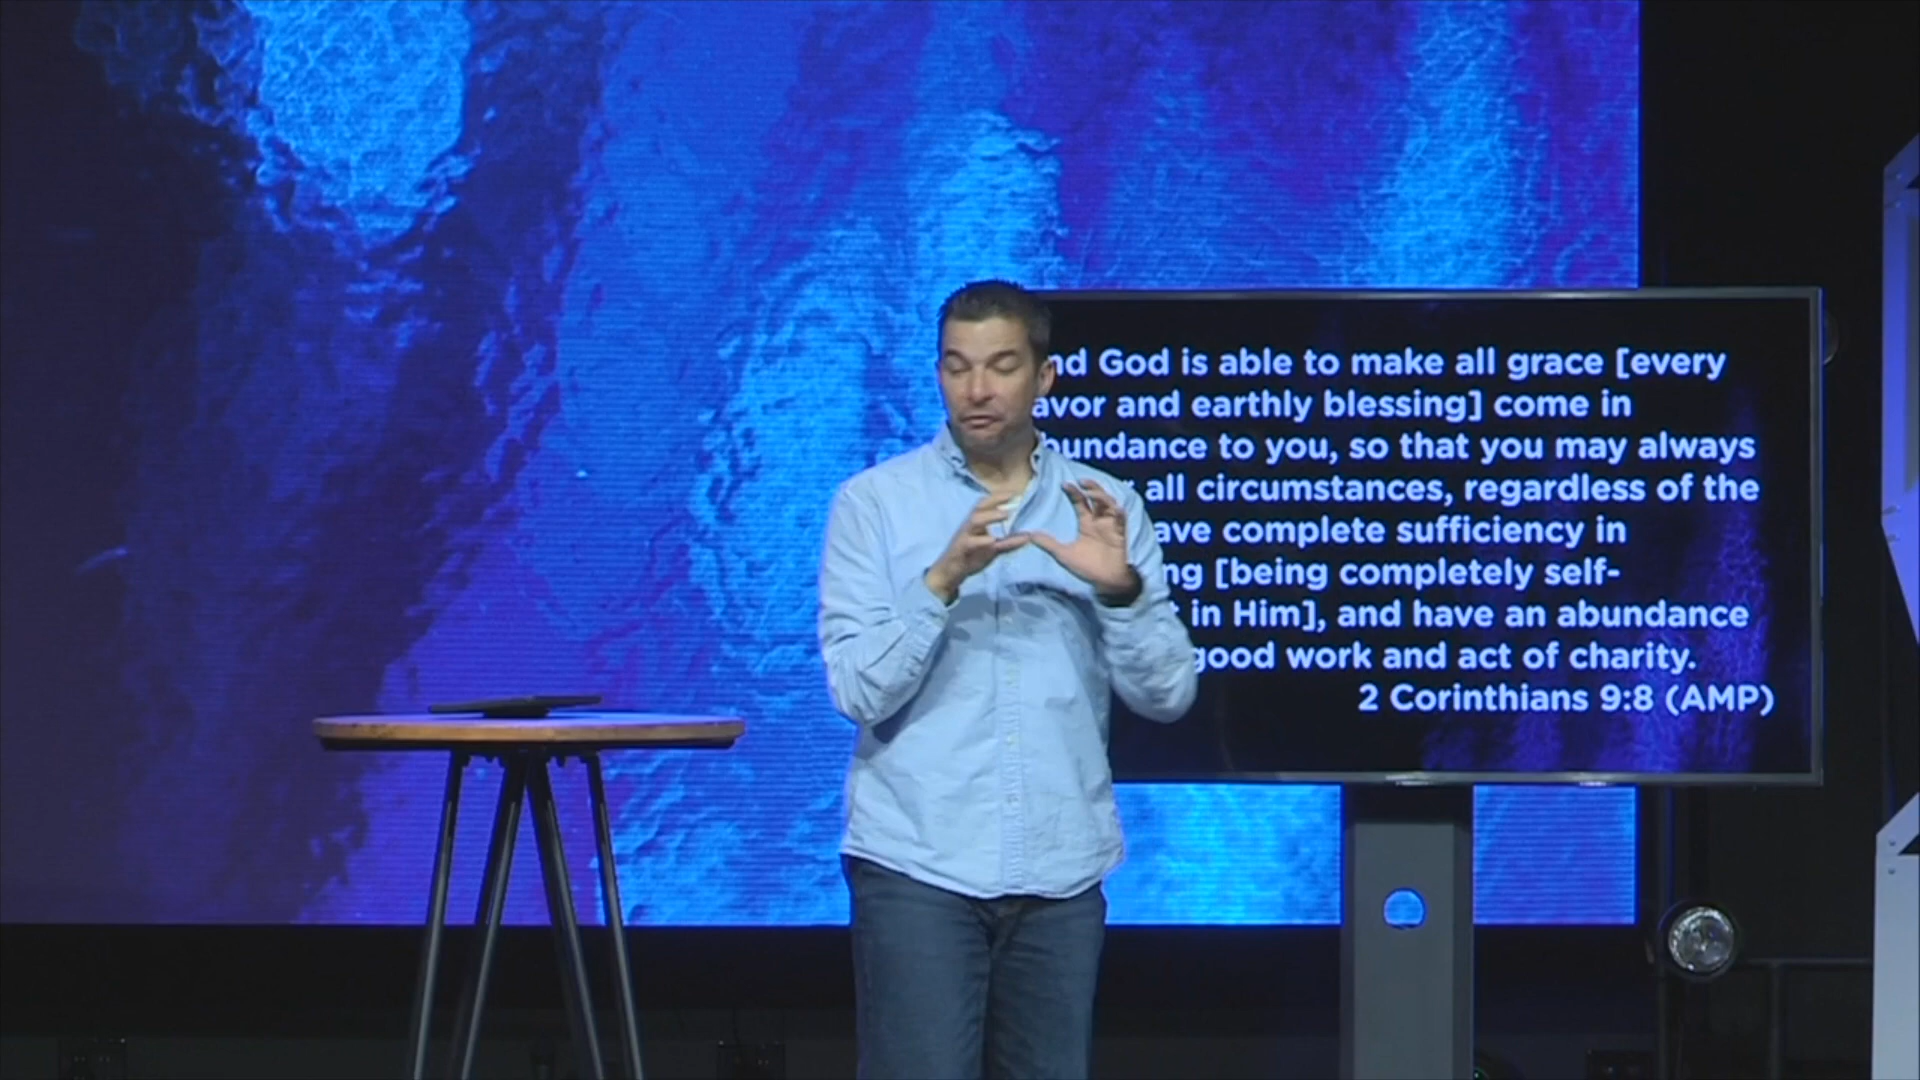 nd God is able to make all grace [every
avor and earthly blessing] come in
bundance to you, so that you may always
all circumstances, regardless of the
ave complete sufficiency in
ng [being completely self-
t in Him], and have an abundance
good work and act of charity.
2 Corinthians 9:8 (AMP)